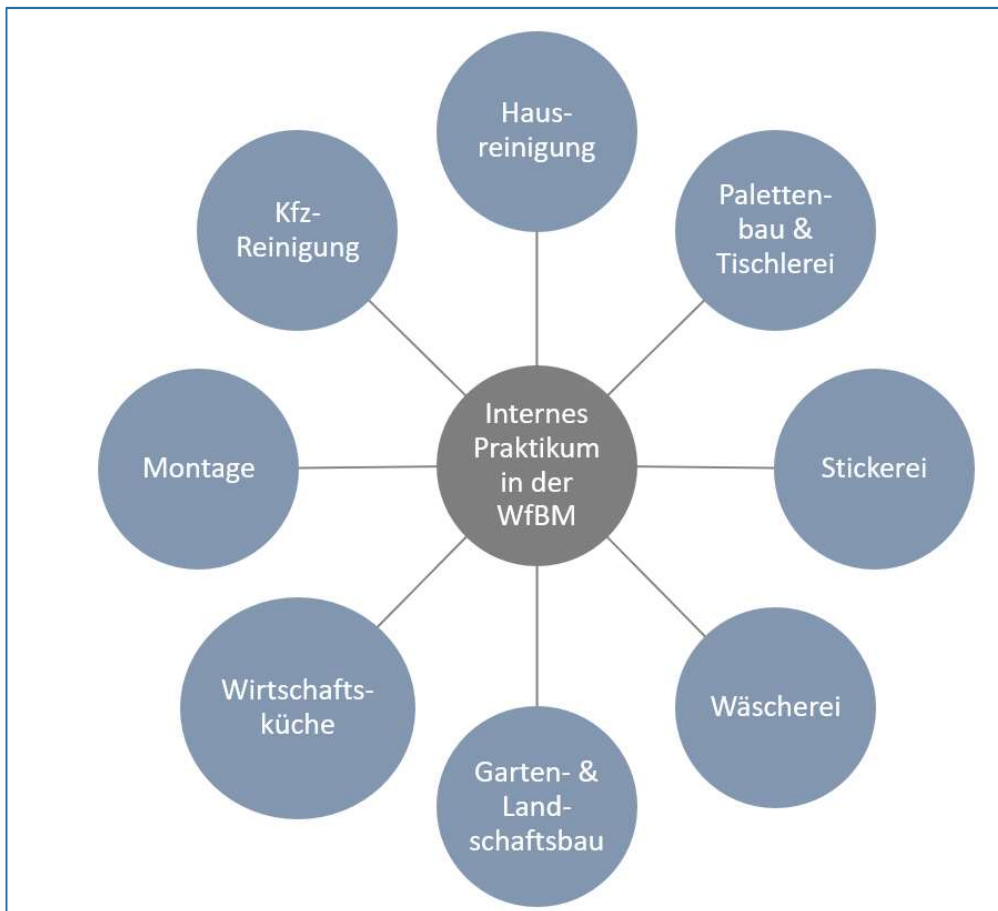 Haus-
reinigung
Paletten-
bau &
Tischlerei
Stickerei
Wäscherei
Garten- &
Land-
schaftsbau
Wirtschafts-
küche
Montage
Kfz-
Reinigung
Internes
Praktikum
in der
WfBM